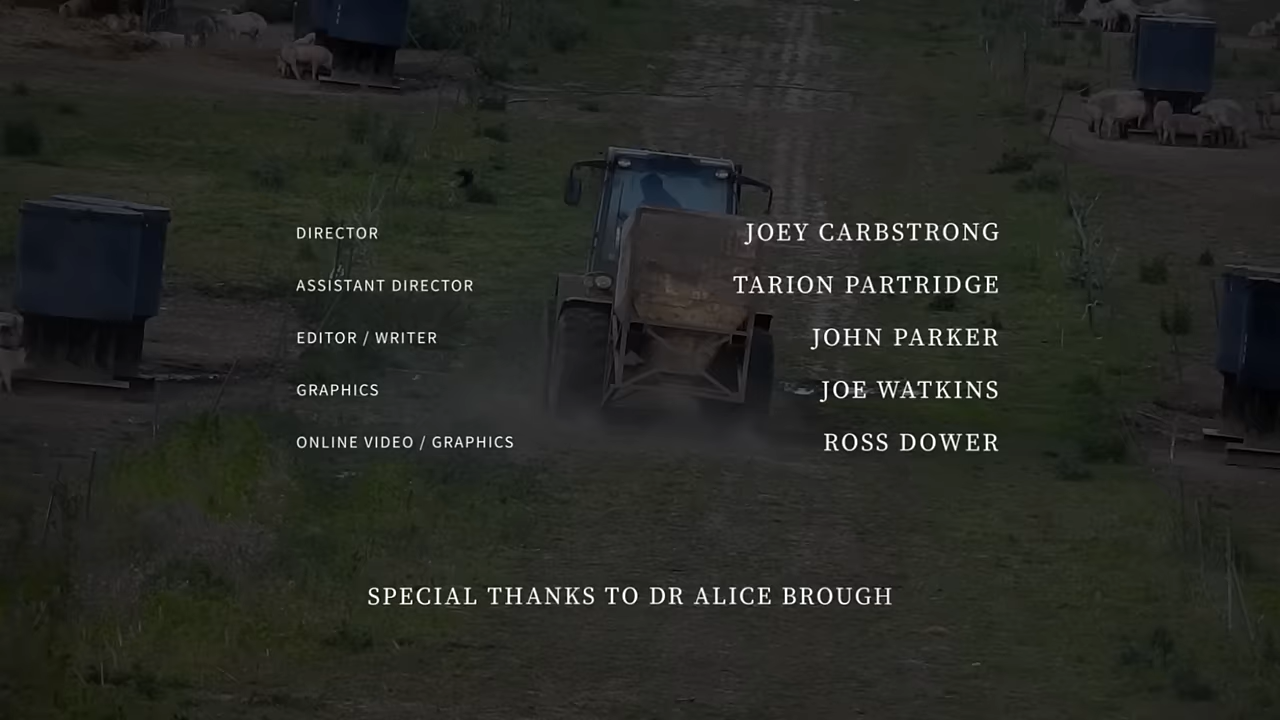 DIRECTOR JOEY CARBSTRONG
ASSISTANT DIRECTOR TARION PARTRIDGE
EDITOR / WRITER JOHN PARKER
GRAPHICS JOE WATKINS
ONLINE VIDEO / GRAPHICS ROSS DOWER
SPECIAL THANKS TO DR ALICE BROUGH